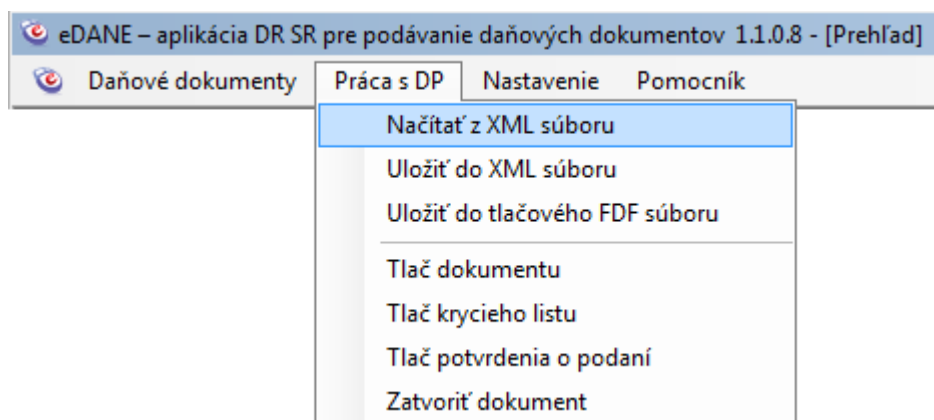 eDANE – aplikácia DR SR pre podávanie daňových dokumentov 1.1.0.8 - [Prehľad]
Daňové dokumenty Práca s DP Nastavenie Pomocník
Načítať z XML súboru
Uložiť do XML súboru
Uložiť do tlačového FDF súboru
Tlač dokumentu
Tlač krycieho listu
Tlač potvrdenia o podaní
Zatvoriť dokument